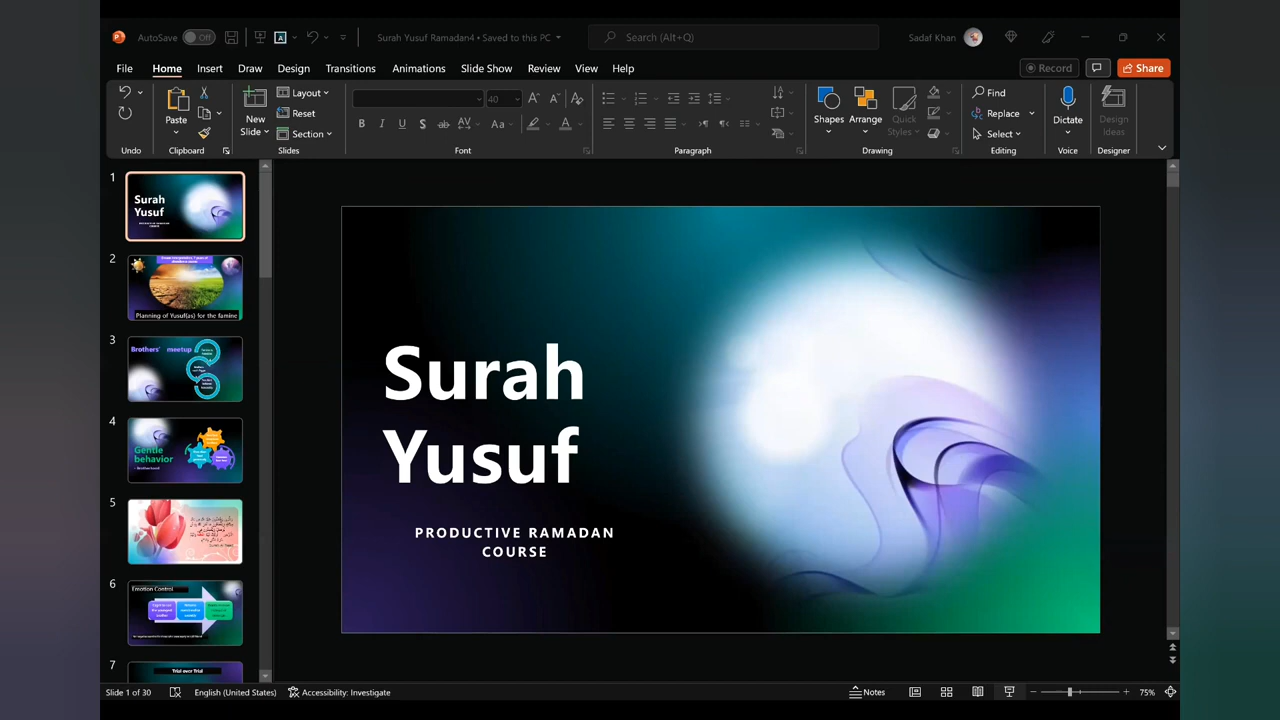 AutoSave Off
Surah Yusuf Ramadan4 • Saved to this PC
Search (Alt+Q)
Sadaf Khan
File Home Insert Draw Design Transitions Animations Slide Show Review View Help
Record
Share
Paste
New
Slide
Layout
Reset
Section
40
B I U S ab AV Aa A
Shapes
Arrange
Quick
Styles
Find
Replace
Select
Dictate
Design
Ideas
Undo Clipboard Slides Font Paragraph Drawing Editing Voice Designer
1
Surah
Yusuf
2
Planning of Yusuf(as) for the famine
3
Brothers' meetup
4
Gentle
behavior
5
6
Emotion Control
7
Trial over Trial
Surah
Yusuf
PRODUCTIVE RAMADAN
COURSE
Slide 1 of 30
English (United States)
Accessibility: Investigate
Notes
75%